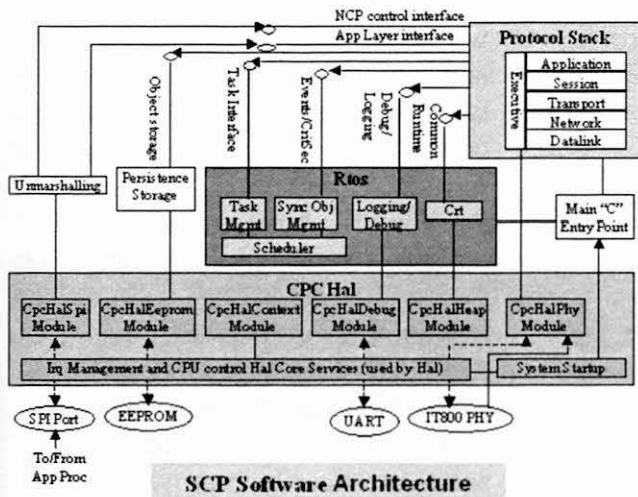 NCP control interface
App Layer interface
Protocol Stack
Executive
Application
Session
Transport
Network
Datalink
Object storage
Task Interface
Events/CritSec
Debug/
Logging
Common
Runtime
Unmarshalling
Persistence
Storage
Rtos
Task
Mgmt
Sync Obj
Mgmt
Logging/
Debug
Crt
Scheduler
Main "C"
Entry Point
CPC Hal
CpcHalSpi
Module
CpcHalEeprom
Module
CpcHalContext
Module
CpcHalDebug
Module
CpcHalHeap
Module
CpcHalPhy
Module
Irq Management and CPU control Hal Core Services (used by Hal)
System Startup
SPI Port
EEPROM
UART
IT800 PHY
To/From
App Proc
SCP Software Architecture